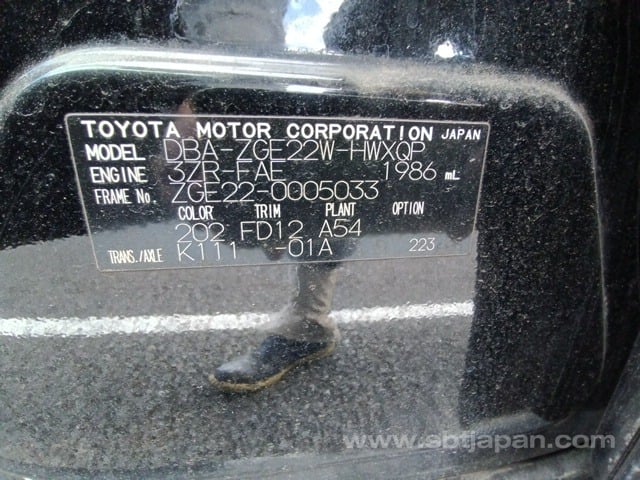 TOYOTA MOTOR CORPORATION JAPAN
MODEL DBA-ZGE22W-HWXQP
ENGINE 3ZR-FAE 1986 mL
FRAME No. ZGE22-0005033
COLOR TRIM PLANT OPTION
202 FD12 A54
TRANS./AXLE K111 -01A 223
www.sbtjapan.com